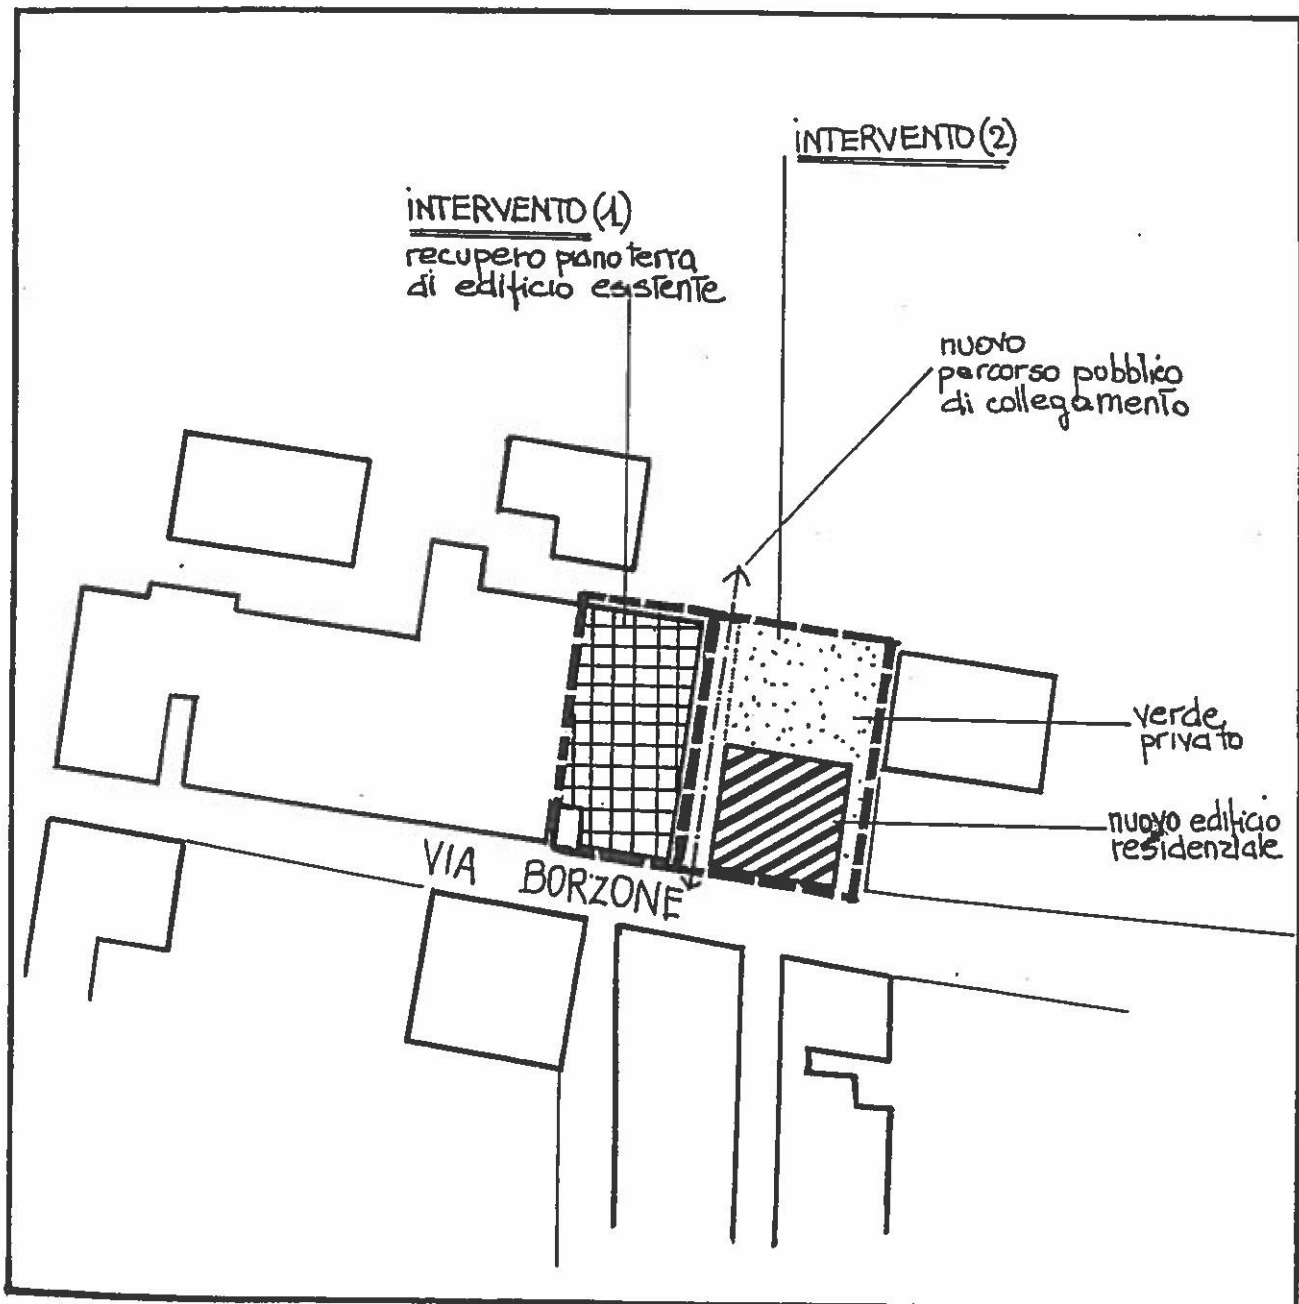 INTERVENTO (2)
INTERVENTO (1)
recupero piano terra
di edificio esistente
nuovo
percorso pubblico
di collegamento
verde
privato
nuovo edificio
residenziale
VIA BORZONE